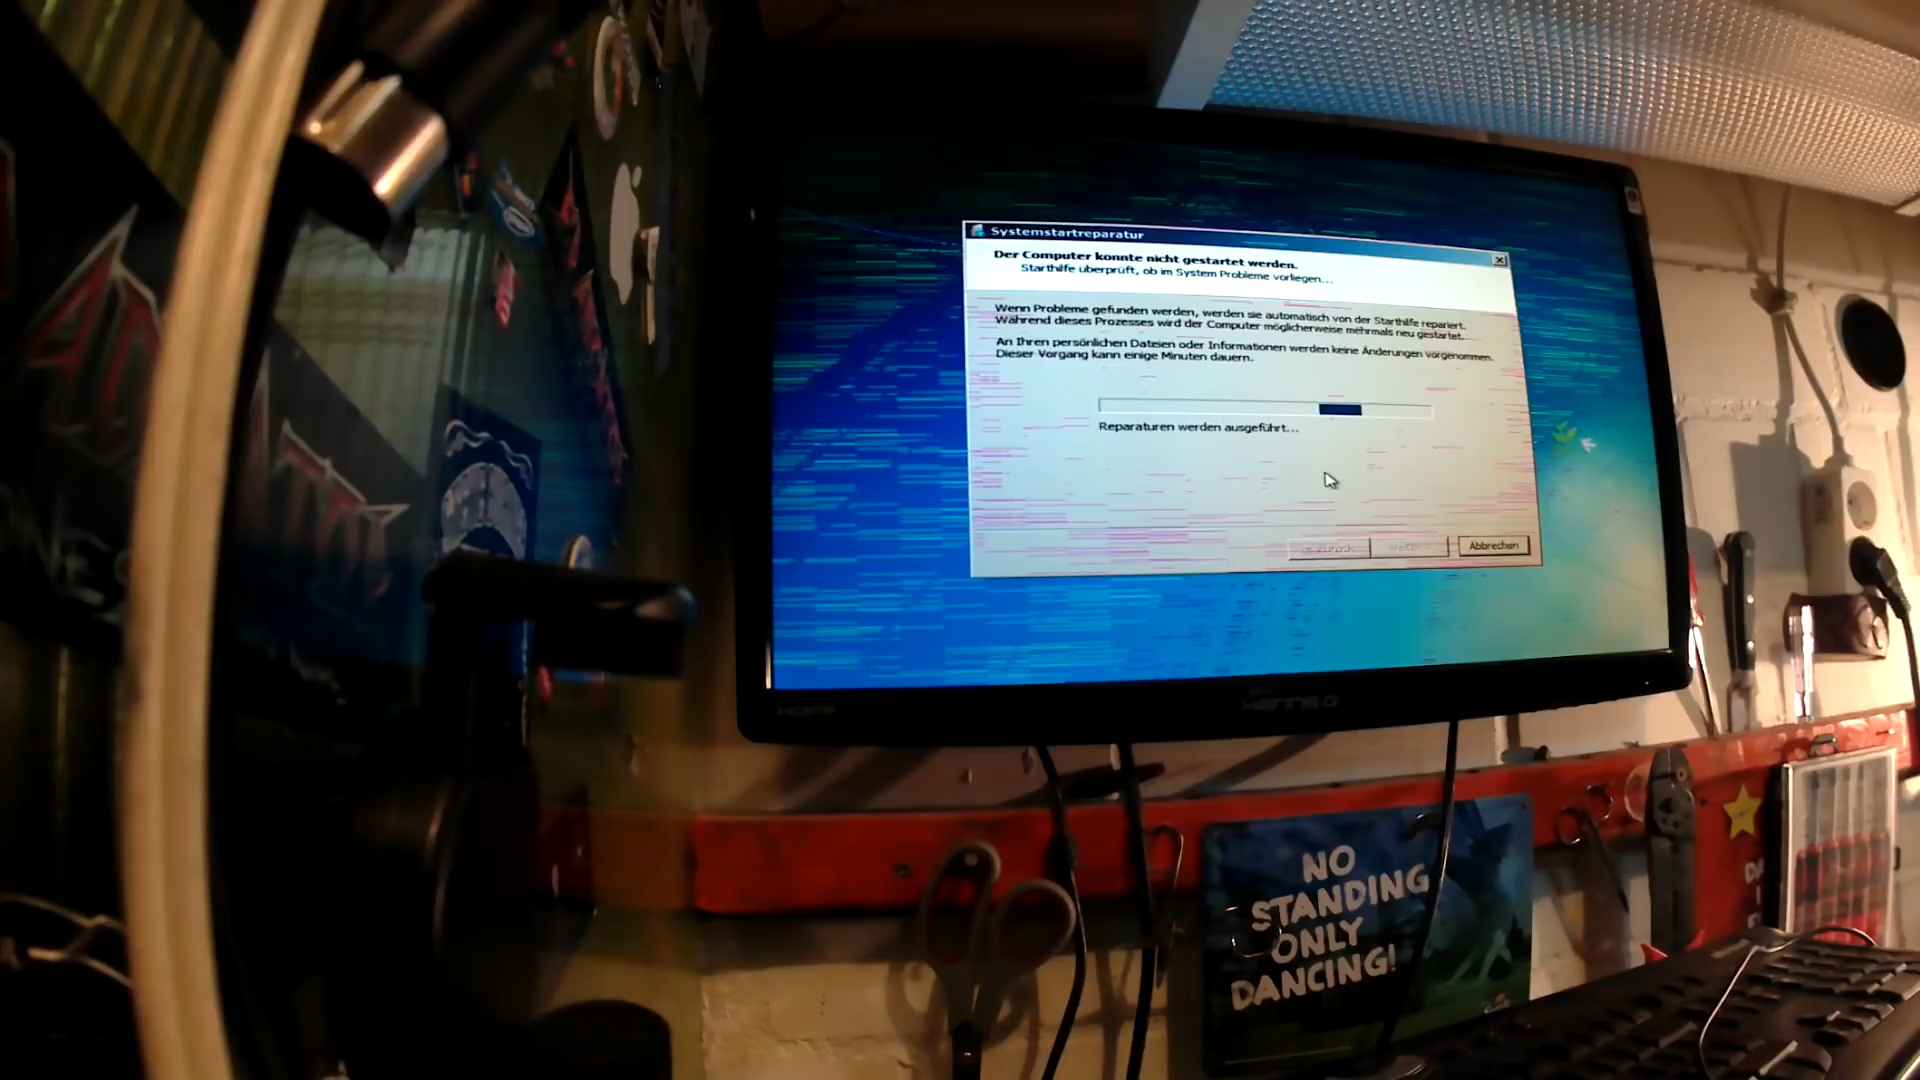 Systemstartreparatur
Der Computer konnte nicht gestartet werden.
Starthilfe überprüft, ob im System Probleme vorliegen...
Wenn Probleme gefunden werden, werden sie automatisch von der Starthilfe repariert.
Während dieses Prozesses wird der Computer möglicherweise mehrmals neu gestartet.
An Ihren persönlichen Dateien oder Informationen werden keine Änderungen vorgenommen.
Dieser Vorgang kann einige Minuten dauern.
Reparaturen werden ausgeführt...
Abbrechen
HDMI
HANNS-G
NO
STANDING
ONLY
DANCING!